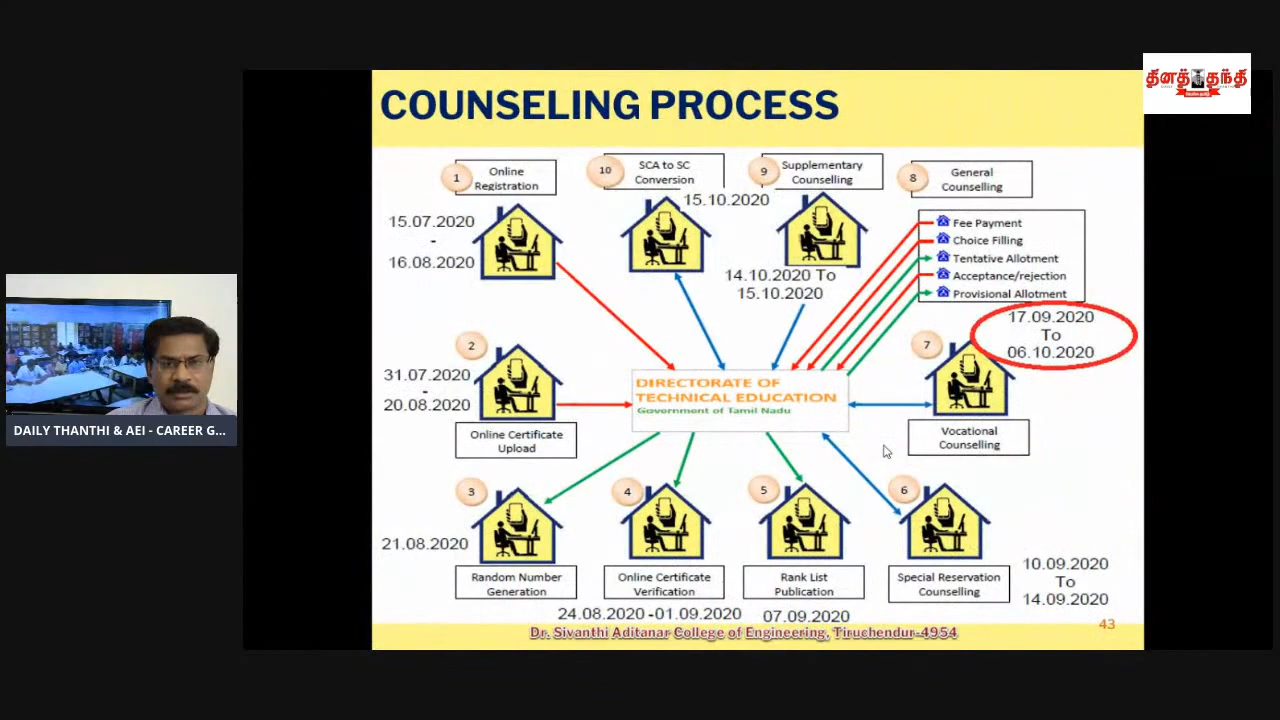 தினத் தந்தி
COUNSELING PROCESS
1
Online
Registration
10
SCA to SC
Conversion
9
Supplementary
Counselling
8
General
Counselling
15.07.2020
-
16.08.2020
15.10.2020
14.10.2020 To
15.10.2020
Fee Payment
Choice Filling
Tentative Allotment
Acceptance/rejection
Provisional Allotment
17.09.2020
To
06.10.2020
2
31.07.2020
-
20.08.2020
Online Certificate
Upload
DIRECTORATE OF
TECHNICAL EDUCATION
Government of Tamil Nadu
7
Vocational
Counselling
DAILY THANTHI & AEI - CAREER G...
3
21.08.2020
Random Number
Generation
4
Online Certificate
Verification
24.08.2020 -01.09.2020
5
Rank List
Publication
07.09.2020
6
Special Reservation
Counselling
10.09.2020
To
14.09.2020
Dr. Sivanthi Aditanar College of Engineering, Tiruchendur-4954
43